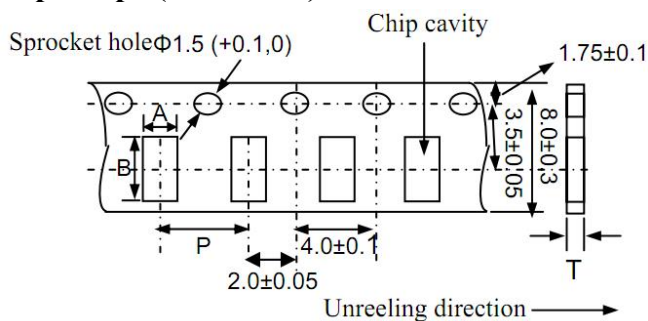 Chip cavity
Sprocket holeΦ1.5 (+0.1,0)
1.75±0.1
A
B
3.5±0.05
8.0±0.3
P
4.0±0.1
T
2.0±0.05
Unreeling direction